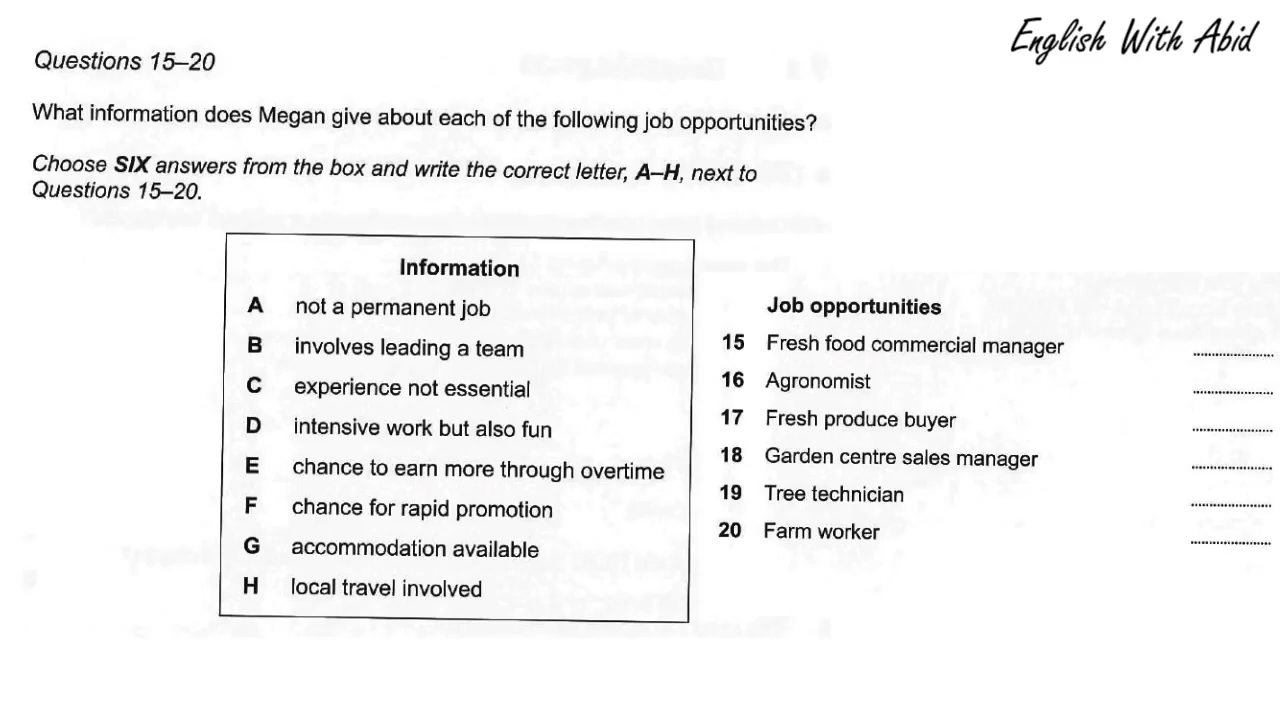 English With Abid
Questions 15–20
What information does Megan give about each of the following job opportunities?
Choose SIX answers from the box and write the correct letter, A–H, next to
Questions 15–20.
Information
A not a permanent job
B involves leading a team
C experience not essential
D intensive work but also fun
E chance to earn more through overtime
F chance for rapid promotion
G accommodation available
H local travel involved
Job opportunities
15 Fresh food commercial manager ....................
16 Agronomist ....................
17 Fresh produce buyer ....................
18 Garden centre sales manager ....................
19 Tree technician ....................
20 Farm worker ....................